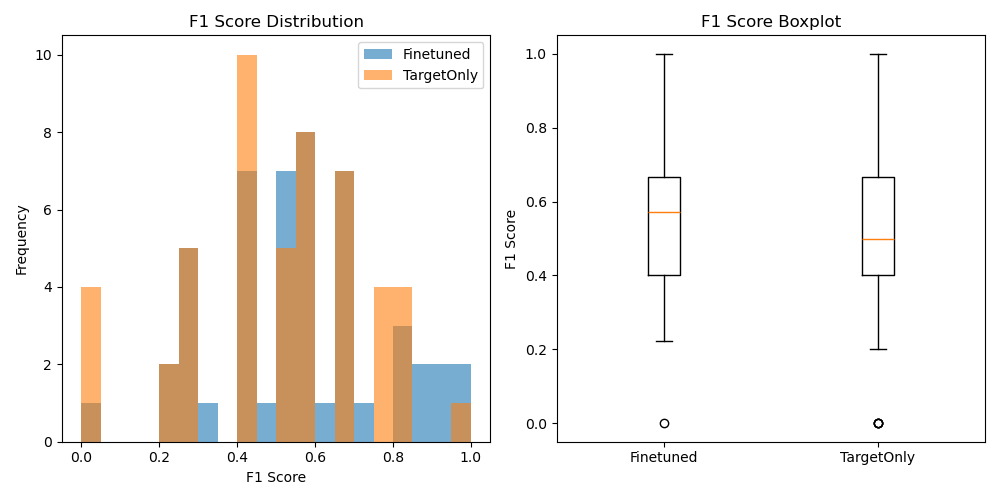 F1 Score Distribution
Finetuned
TargetOnly
Frequency
10
8
6
4
2
0
0.0 0.2 0.4 0.6 0.8 1.0
F1 Score
F1 Score Boxplot
F1 Score
1.0
0.8
0.6
0.4
0.2
0.0
Finetuned TargetOnly